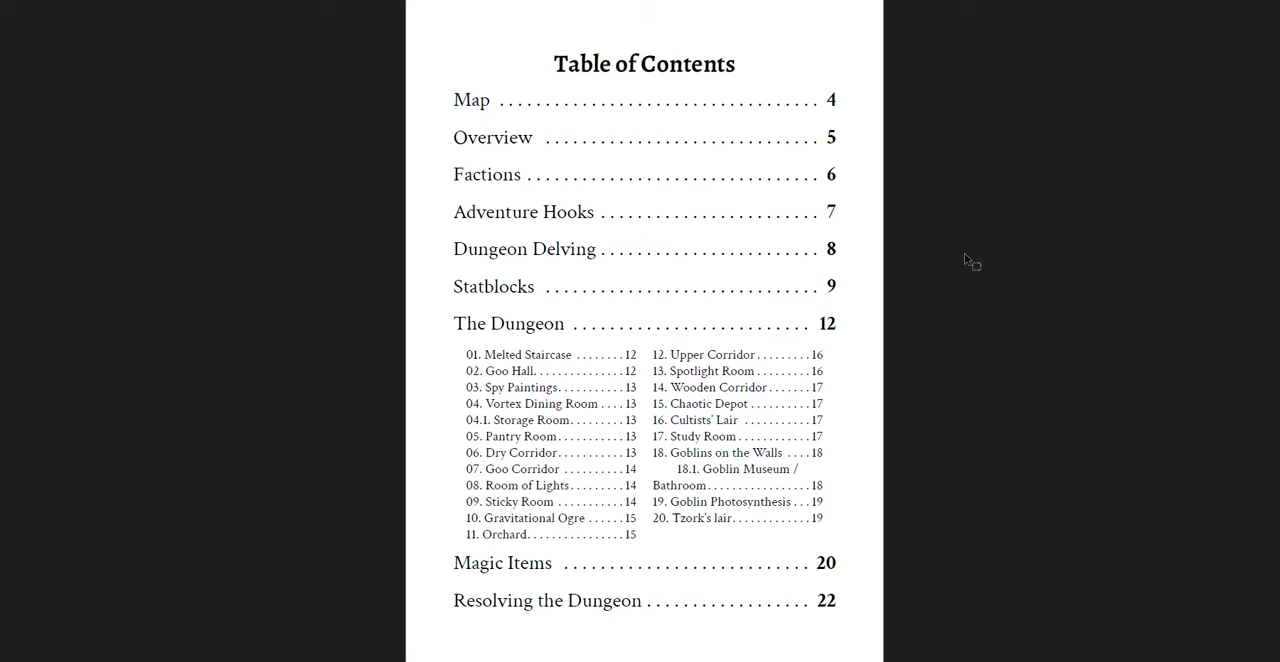 Table of Contents
Map .................................. 4
Overview .............................. 5
Factions ................................ 6
Adventure Hooks ........................ 7
Dungeon Delving ........................ 8
Statblocks .............................. 9
The Dungeon .......................... 12
01. Melted Staircase ........ 12
02. Goo Hall............... 12
03. Spy Paintings............ 13
04. Vortex Dining Room .... 13
04.1. Storage Room......... 13
05. Pantry Room............ 13
06. Dry Corridor............ 13
07. Goo Corridor .......... 14
08. Room of Lights......... 14
09. Sticky Room ........... 14
10. Gravitational Ogre ...... 15
11. Orchard................ 15
12. Upper Corridor......... 16
13. Spotlight Room......... 16
14. Wooden Corridor....... 17
15. Chaotic Depot .......... 17
16. Cultists' Lair ........... 17
17. Study Room............ 17
18. Goblins on the Walls .... 18
18.1. Goblin Museum /
Bathroom................. 18
19. Goblin Photosynthesis ... 19
20. Tzork's lair............. 19
Magic Items ........................... 20
Resolving the Dungeon .................. 22